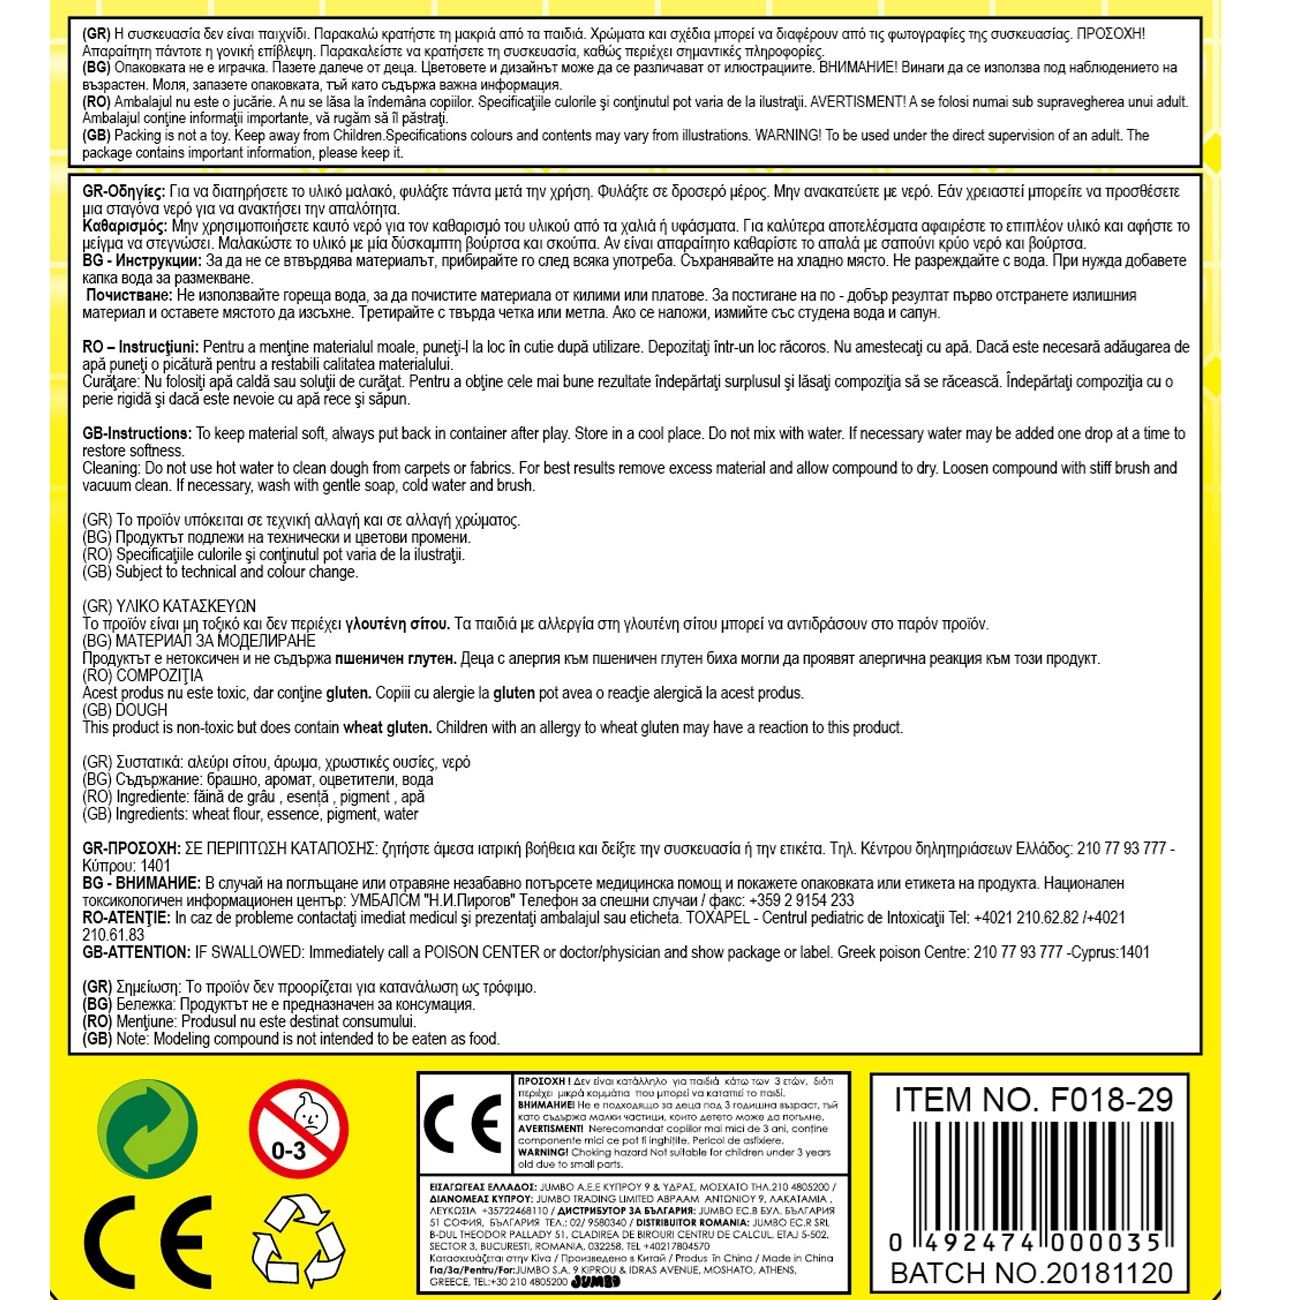 (GR) Η συσκευασία δεν είναι παιχνίδι. Παρακαλώ κρατήστε τη μακριά από τα παιδιά. Χρώματα και σχέδια μπορεί να διαφέρουν από τις φωτογραφίες της συσκευασίας. ΠΡΟΣΟΧΗ!
Απαραίτητη πάντοτε η γονική επίβλεψη. Παρακαλείστε να κρατήσετε τη συσκευασία, καθώς περιέχει σημαντικές πληροφορίες.
(BG) Опаковката не е играчка. Пазете далече от деца. Цветовете и дизайнът може да се различават от илюстрациите. ВНИМАНИЕ! Винаги да се използва под наблюдението на
възрастен. Моля, запазете опаковката, тъй като съдържа важна информация.
(RO) Ambalajul nu este o jucărie. A nu se lăsa la îndemâna copiilor. Specificaţiile culorile şi conţinutul pot varia de la ilustraţii. AVERTISMENT! A se folosi numai sub supravegherea unui adult.
Ambalajul conţine informaţii importante, vă rugăm să îl păstraţi.
(GB) Packing is not a toy. Keep away from Children.Specifications colours and contents may vary from illustrations. WARNING! To be used under the direct supervision of an adult. The
package contains important information, please keep it.
GR-Οδηγίες: Για να διατηρήσετε το υλικό μαλακό, φυλάξτε πάντα μετά την χρήση. Φυλάξτε σε δροσερό μέρος. Μην ανακατεύετε με νερό. Εάν χρειαστεί μπορείτε να προσθέσετε
μια σταγόνα νερό για να ανακτήσει την απαλότητα.
Καθαρισμός: Μην χρησιμοποιήσετε καυτό νερό για τον καθαρισμό του υλικού από τα χαλιά ή υφάσματα. Για καλύτερα αποτελέσματα αφαιρέστε το επιπλέον υλικό και αφήστε το
μείγμα να στεγνώσει. Μαλακώστε το υλικό με μία δύσκαμπτη βούρτσα και σκούπα. Αν είναι απαραίτητο καθαρίστε το απαλά με σαπούνι κρύο νερό και βούρτσα.
BG - Инструкции: За да не се втвърдява материалът, прибирайте го след всяка употреба. Съхранявайте на хладно място. Не разреждайте с вода. При нужда добавете
капка вода за размекване.
Почистване: Не използвайте гореща вода, за да почистите материала от килими или платове. За постигане на по - добър резултат първо отстранете излишния
материал и оставете мястото да изсъхне. Третирайте с твърда четка или метла. Ако се наложи, измийте със студена вода и сапун.
RO – Instrucţiuni: Pentru a menţine materialul moale, puneţi-l la loc în cutie după utilizare. Depozitaţi într-un loc răcoros. Nu amestecaţi cu apă. Dacă este necesară adăugarea de
apă puneţi o picătură pentru a restabili calitatea materialului.
Curăţare: Nu folosiţi apă caldă sau soluţii de curăţat. Pentru a obţine cele mai bune rezultate îndepărtaţi surplusul şi lăsaţi compoziţia să se răcească. Îndepărtaţi compoziţia cu o
perie rigidă şi dacă este nevoie cu apă rece şi săpun.
GB-Instructions: To keep material soft, always put back in container after play. Store in a cool place. Do not mix with water. If necessary water may be added one drop at a time to
restore softness.
Cleaning: Do not use hot water to clean dough from carpets or fabrics. For best results remove excess material and allow compound to dry. Loosen compound with stiff brush and
vacuum clean. If necessary, wash with gentle soap, cold water and brush.
(GR) Το προϊόν υπόκειται σε τεχνική αλλαγή και σε αλλαγή χρώματος.
(BG) Продуктът подлежи на технически и цветови промени.
(RO) Specificaţiile culorile şi conţinutul pot varia de la ilustraţii.
(GB) Subject to technical and colour change.
(GR) ΥΛΙΚΟ ΚΑΤΑΣΚΕΥΩΝ
Το προϊόν είναι μη τοξικό και δεν περιέχει γλουτένη σίτου. Τα παιδιά με αλλεργία στη γλουτένη σίτου μπορεί να αντιδράσουν στο παρόν προϊόν.
(BG) МАТЕРИАЛ ЗА МОДЕЛИРАНЕ
Продуктът е нетоксичен и не съдържа пшеничен глутен. Деца с алергия към пшеничен глутен биха могли да проявят алергична реакция към този продукт.
(RO) COMPOZIŢIA
Acest produs nu este toxic, dar conţine gluten. Copiii cu alergie la gluten pot avea o reacţie alergică la acest produs.
(GB) DOUGH
This product is non-toxic but does contain wheat gluten. Children with an allergy to wheat gluten may have a reaction to this product.
(GR) Συστατικά: αλεύρι σίτου, άρωμα, χρωστικές ουσίες, νερό
(BG) Съдържание: брашно, аромат, оцветители, вода
(RO) Ingrediente: făină de grâu , esență , pigment , apă
(GB) Ingredients: wheat flour, essence, pigment, water
GR-ΠΡΟΣΟΧΗ: ΣΕ ΠΕΡΙΠΤΩΣΗ ΚΑΤΑΠΟΣΗΣ: ζητήστε άμεσα ιατρική βοήθεια και δείξτε την συσκευασία ή την ετικέτα. Τηλ. Κέντρου δηλητηριάσεων Ελλάδος: 210 77 93 777 -
Κύπρου: 1401
BG - ВНИМАНИЕ: В случай на поглъщане или отравяне незабавно потърсете медицинска помощ и покажете опаковката или етикета на продукта. Национален
токсикологичен информационен център: УМБАЛСМ "Н.И.Пирогов" Телефон за спешни случаи / факс: +359 2 9154 233
RO-ATENŢIE: In caz de probleme contactaţi imediat medicul şi prezentaţi ambalajul sau eticheta. TOXAPEL - Centrul pediatric de Intoxicaţii Tel: +4021 210.62.82 /+4021
210.61.83
GB-ATTENTION: IF SWALLOWED: Immediately call a POISON CENTER or doctor/physician and show package or label. Greek poison Centre: 210 77 93 777 -Cyprus:1401
(GR) Σημείωση: Το προϊόν δεν προορίζεται για κατανάλωση ως τρόφιμο.
(BG) Бележка: Продуктът не е предназначен за консумация.
(RO) Menţiune: Produsul nu este destinat consumului.
(GB) Note: Modeling compound is not intended to be eaten as food.
0-3
CE
CE
ΠΡΟΣΟΧΗ ! Δεν είναι κατάλληλο για παιδιά κάτω των 3 ετών, διότι
περιέχει μικρά κομμάτια που μπορεί να καταπιεί το παιδί.
ВНИМАНИЕ! Не е подходящо за деца под 3 годишна възраст, тъй
като съдържа малки частици, които детето може да погълне.
AVERTISMENT! Nerecomandat copiilor mai mici de 3 ani, conţine
componente mici ce pot fi inghiţite. Pericol de asfixiere.
WARNING! Choking hazard Not suitable for children under 3 years
old due to small parts.
ΕΙΣΑΓΩΓΕΑΣ ΕΛΛΑΔΟΣ: JUMBO A.E.E ΚΥΠΡΟΥ 9 & ΥΔΡΑΣ, ΜΟΣΧΑΤΟ ΤΗΛ.210 4805200 /
ΔΙΑΝΟΜΕΑΣ ΚΥΠΡΟΥ: JUMBO TRADING LIMITED ΑΒΡΑΑΜ ΑΝΤΩΝΙΟΥ 9, ΛΑΚΑΤΑΜΙΑ ,
ΛΕΥΚΩΣΙΑ +35722468110 / ДИСТРИБУТОР ЗА БЪЛГАРИЯ: JUMBO EC.B БУЛ. БЪЛГАРИЯ
51 СОФИЯ, БЪЛГАРИЯ ТЕЛ.: 02/ 9580340 / DISTRIBUITOR ROMANIA: JUMBO EC.R SRL
B-DUL THEODOR PALLADY 51, CLADIREA DE BIROURI CENTRU DE CALCUL, ETAJ 5-502,
SECTOR 3, BUCURESTI, ROMANIA, 032258. TEL +40217804570
Κατασκευάζεται στην Κίνα / Произведено в Китай / Produs în China / Made in China
Για/За/Pentru/For:JUMBO S.A. 9 KIPROU & IDRAS AVENUE, MOSHATO, ATHENS,
GREECE, TEL:+30 210 4805200 JUMBO
ITEM NO. F018-29
0 492474 000035
BATCH NO.20181120